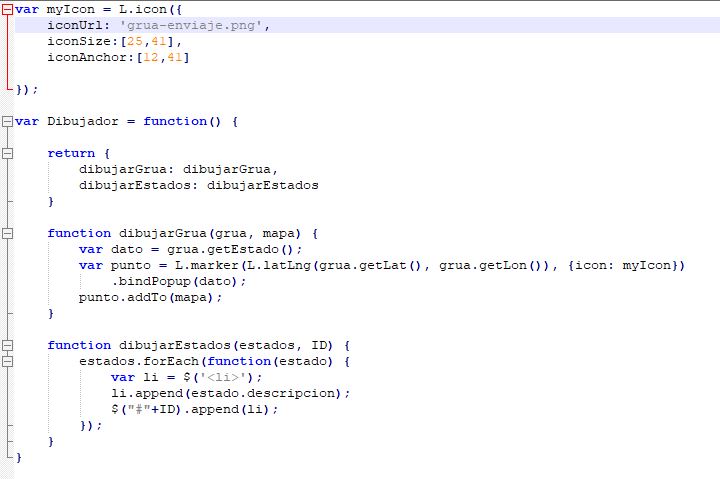 var myIcon = L.icon({
    iconUrl: 'grua-enviaje.png',
    iconSize:[25,41],
    iconAnchor:[12,41]
});
var Dibujador = function() {
    return {
        dibujarGrua: dibujarGrua,
        dibujarEstados: dibujarEstados
    }
    function dibujarGrua(grua, mapa) {
        var dato = grua.getEstado();
        var punto = L.marker(L.latLng(grua.getLat(), grua.getLon()), {icon: myIcon})
            .bindPopup(dato);
        punto.addTo(mapa);
    }
    function dibujarEstados(estados, ID) {
        estados.forEach(function(estado) {
            var li = $('<li>');
            li.append(estado.descripcion);
            $("#"+ID).append(li);
        });
    }
}